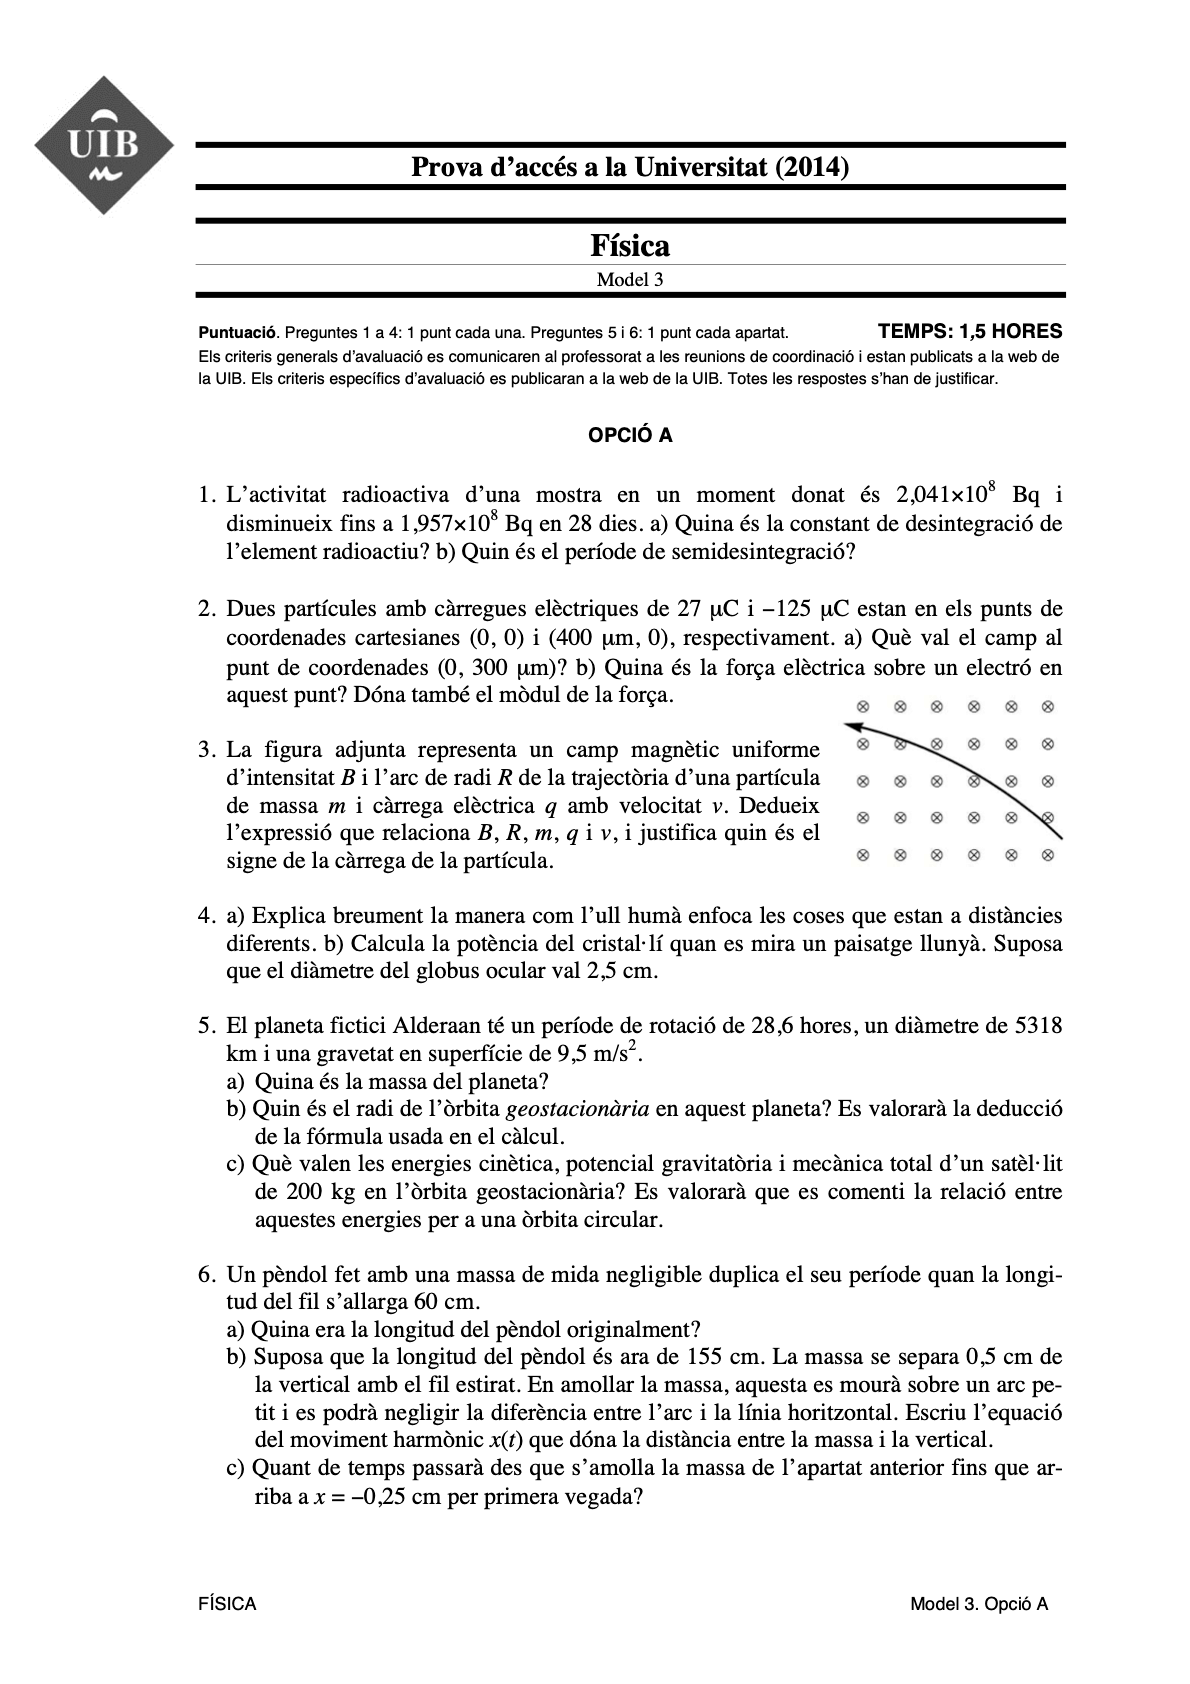 UIB
Prova d'accés a la Universitat (2014)
Física
Model 3
Puntuació. Preguntes 1 a 4: 1 punt cada una. Preguntes 5 i 6: 1 punt cada apartat. TEMPS: 1,5 HORES
Els criteris generals d'avaluació es comunicaren al professorat a les reunions de coordinació i estan publicats a la web de
la UIB. Els criteris específics d'avaluació es publicaran a la web de la UIB. Totes les respostes s'han de justificar.
OPCIÓ A
1. L'activitat radioactiva d'una mostra en un moment donat és 2,041×10⁸ Bq i
disminueix fins a 1,957×10⁸ Bq en 28 dies. a) Quina és la constant de desintegració de
l'element radioactiu? b) Quin és el període de semidesintegració?
2. Dues partícules amb càrregues elèctriques de 27 µC i –125 µC estan en els punts de
coordenades cartesianes (0, 0) i (400 µm, 0), respectivament. a) Què val el camp al
punt de coordenades (0, 300 µm)? b) Quina és la força elèctrica sobre un electró en
aquest punt? Dóna també el mòdul de la força.
3. La figura adjunta representa un camp magnètic uniforme
d'intensitat B i l'arc de radi R de la trajectòria d'una partícula
de massa m i càrrega elèctrica q amb velocitat v. Dedueix
l'expressió que relaciona B, R, m, q i v, i justifica quin és el
signe de la càrrega de la partícula.
4. a) Explica breument la manera com l'ull humà enfoca les coses que estan a distàncies
diferents. b) Calcula la potència del cristal·lí quan es mira un paisatge llunyà. Suposa
que el diàmetre del globus ocular val 2,5 cm.
5. El planeta fictici Alderaan té un període de rotació de 28,6 hores, un diàmetre de 5318
km i una gravetat en superfície de 9,5 m/s².
a) Quina és la massa del planeta?
b) Quin és el radi de l'òrbita geostacionària en aquest planeta? Es valorarà la deducció
de la fórmula usada en el càlcul.
c) Què valen les energies cinètica, potencial gravitatòria i mecànica total d'un satèl·lit
de 200 kg en l'òrbita geostacionària? Es valorarà que es comenti la relació entre
aquestes energies per a una òrbita circular.
6. Un pèndol fet amb una massa de mida negligible duplica el seu període quan la longi-
tud del fil s'allarga 60 cm.
a) Quina era la longitud del pèndol originalment?
b) Suposa que la longitud del pèndol és ara de 155 cm. La massa se separa 0,5 cm de
la vertical amb el fil estirat. En amollar la massa, aquesta es mourà sobre un arc pe-
tit i es podrà negligir la diferència entre l'arc i la línia horitzontal. Escriu l'equació
del moviment harmònic x(t) que dóna la distància entre la massa i la vertical.
c) Quant de temps passarà des que s'amolla la massa de l'apartat anterior fins que ar-
riba a x = –0,25 cm per primera vegada?
FÍSICA Model 3. Opció A